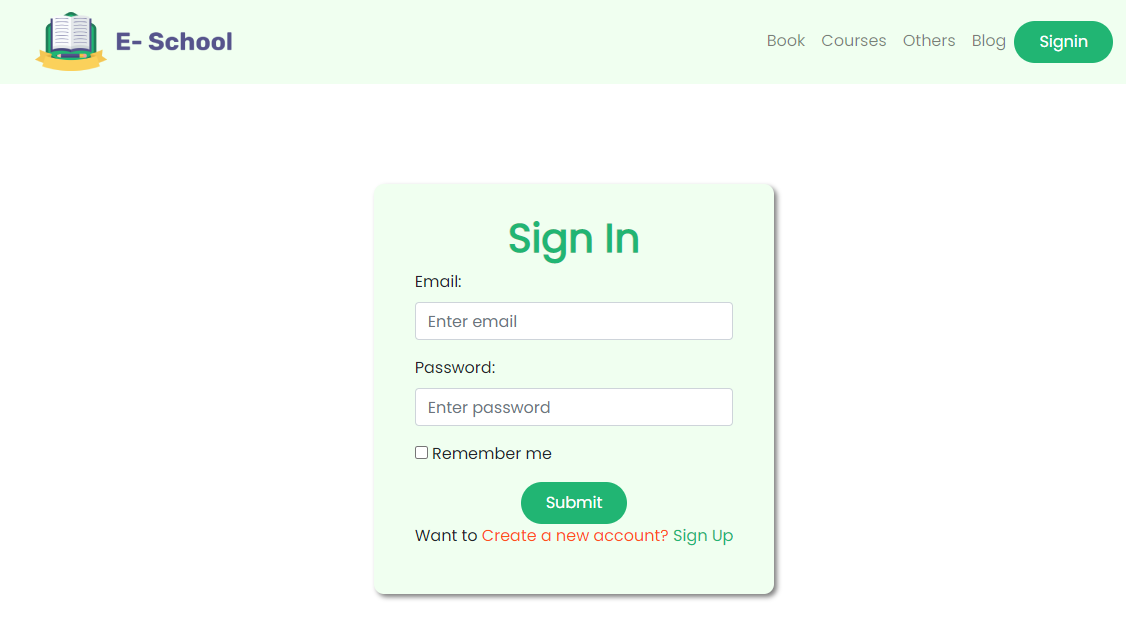 E- School
Book Courses Others Blog Signin
Sign In
Email:
Enter email
Password:
Enter password
Remember me
Submit
Want to Create a new account? Sign Up